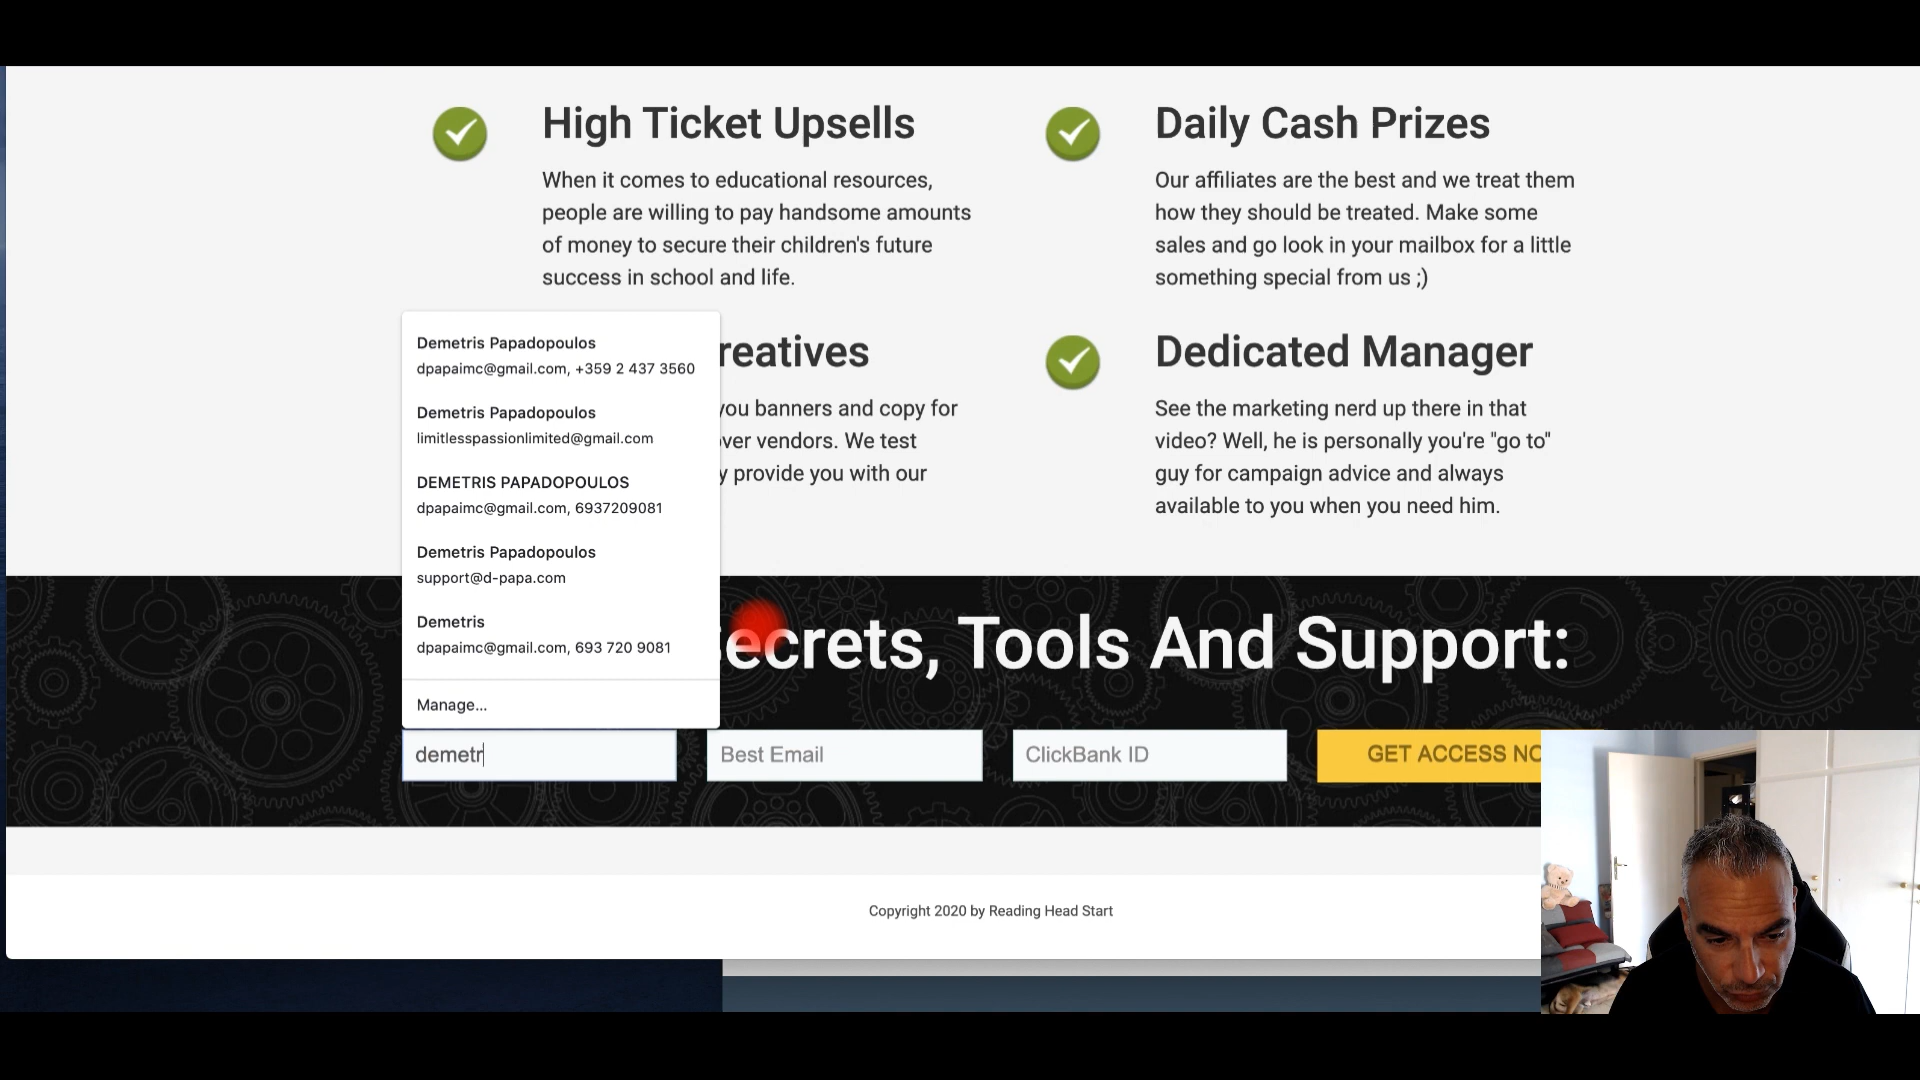 High Ticket Upsells
When it comes to educational resources,
people are willing to pay handsome amounts
of money to secure their children's future
success in school and life.
Daily Cash Prizes
Our affiliates are the best and we treat them
how they should be treated. Make some
sales and go look in your mailbox for a little
something special from us ;)
reatives
you banners and copy for
ver vendors. We test
y provide you with our
Dedicated Manager
See the marketing nerd up there in that
video? Well, he is personally you're "go to"
guy for campaign advice and always
available to you when you need him.
Demetris Papadopoulos
dpapaimc@gmail.com, +359 2 437 3560
Demetris Papadopoulos
limitlesspassionlimited@gmail.com
DEMETRIS PAPADOPOULOS
dpapaimc@gmail.com, 6937209081
Demetris Papadopoulos
support@d-papa.com
Demetris
dpapaimc@gmail.com, 693 720 9081
Manage...
Secrets, Tools And Support:
demetr
Best Email
ClickBank ID
GET ACCESS NO
Copyright 2020 by Reading Head Start